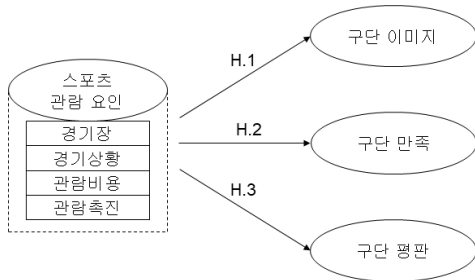 스포츠
관람 요인
경기장
경기상황
관람비용
관람촉진
H.1
H.2
H.3
구단 이미지
구단 만족
구단 평판